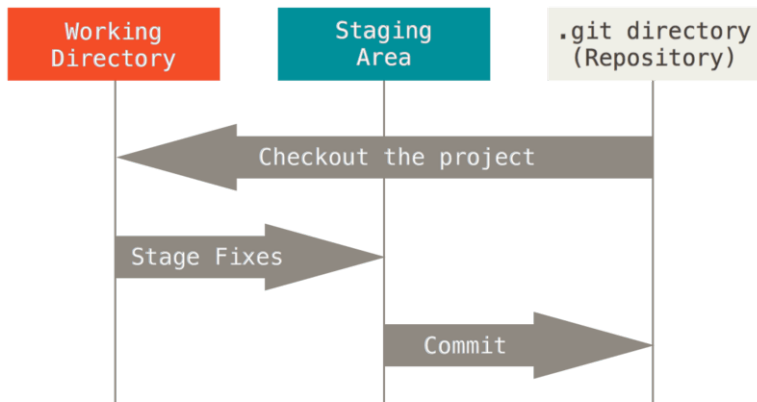 Working
Directory
Staging
Area
.git directory
(Repository)
Checkout the project
Stage Fixes
Commit